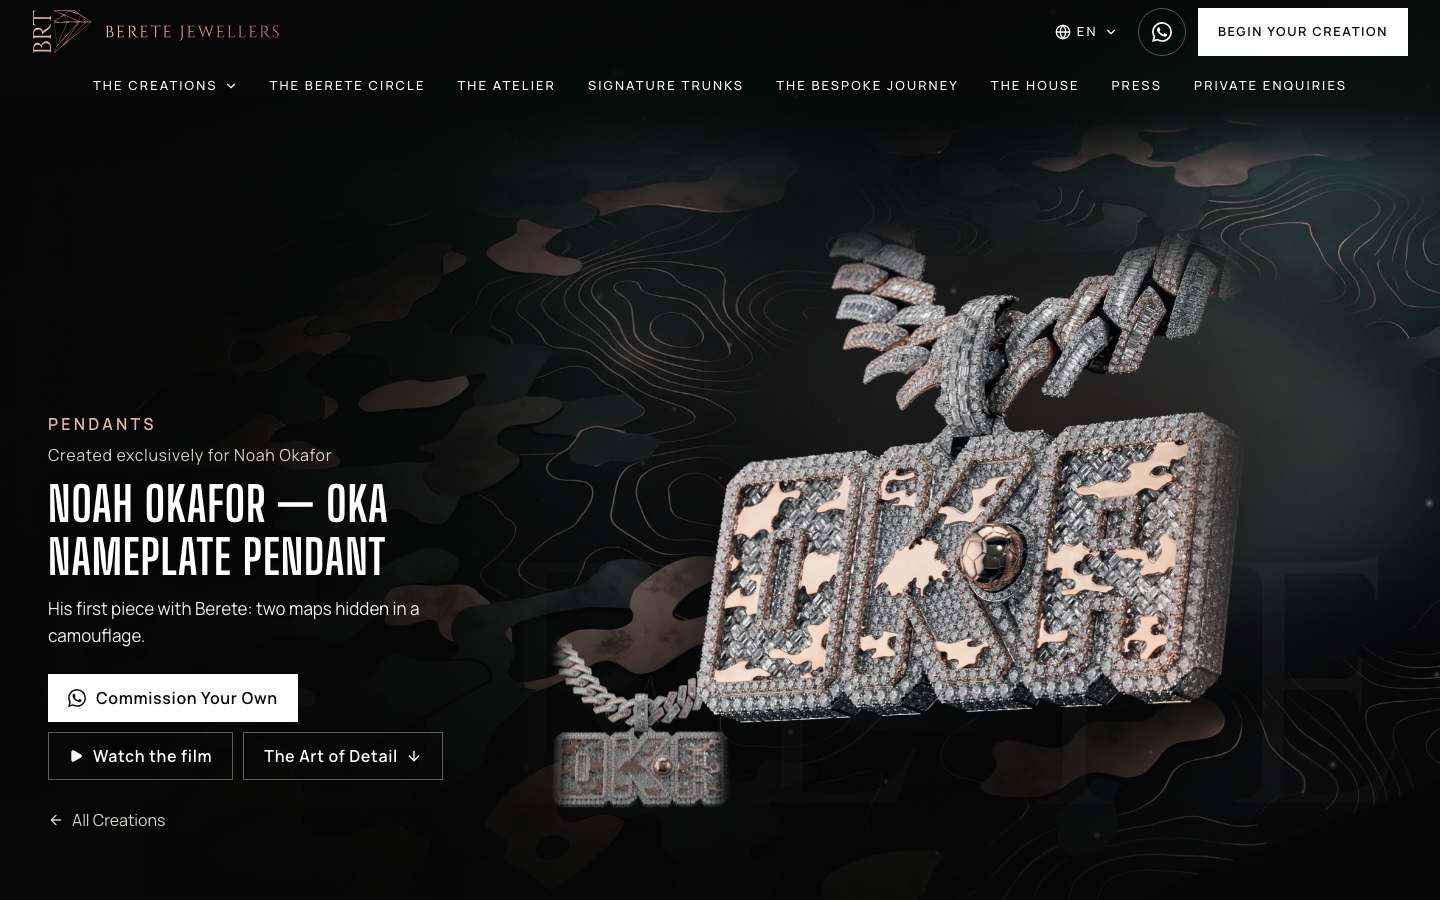 BRT BERETE JEWELLERS
EN
BEGIN YOUR CREATION
THE CREATIONS
THE BERETE CIRCLE
THE ATELIER
SIGNATURE TRUNKS
THE BESPOKE JOURNEY
THE HOUSE
PRESS
PRIVATE ENQUIRIES
PENDANTS
Created exclusively for Noah Okafor
NOAH OKAFOR — OKA
NAMEPLATE PENDANT
His first piece with Berete: two maps hidden in a
camouflage.
Commission Your Own
Watch the film
The Art of Detail
All Creations
OKA
OKA